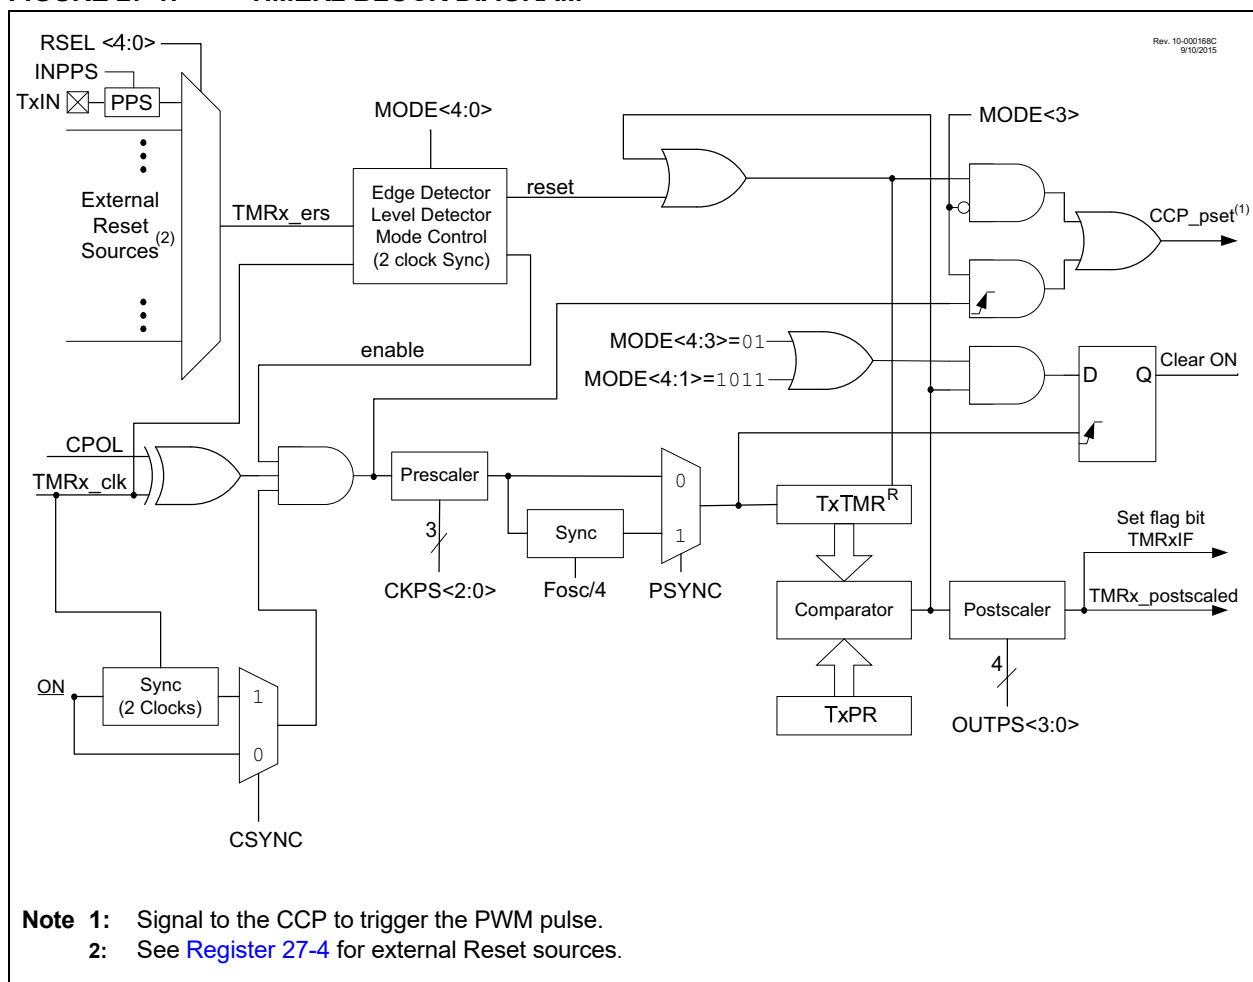 Rev. 10-000168C
9/10/2015
RSEL <4:0>
INPPS
TxIN
PPS
MODE<4:0>
MODE<3>
External
Reset
Sources(2)
TMRx_ers
Edge Detector
Level Detector
Mode Control
(2 clock Sync)
reset
CCP_pset(1)
enable
MODE<4:3>=01
MODE<4:1>=1011
D
Q
Clear ON
CPOL
TMRx_clk
Prescaler
3
CKPS<2:0>
Sync
Fosc/4
0
1
PSYNC
TxTMR
R
Set flag bit
TMRxIF
Comparator
Postscaler
TMRx_postscaled
4
OUTPS<3:0>
TxPR
ON
Sync
(2 Clocks)
1
0
CSYNC
Note 1: Signal to the CCP to trigger the PWM pulse.
2: See Register 27-4 for external Reset sources.